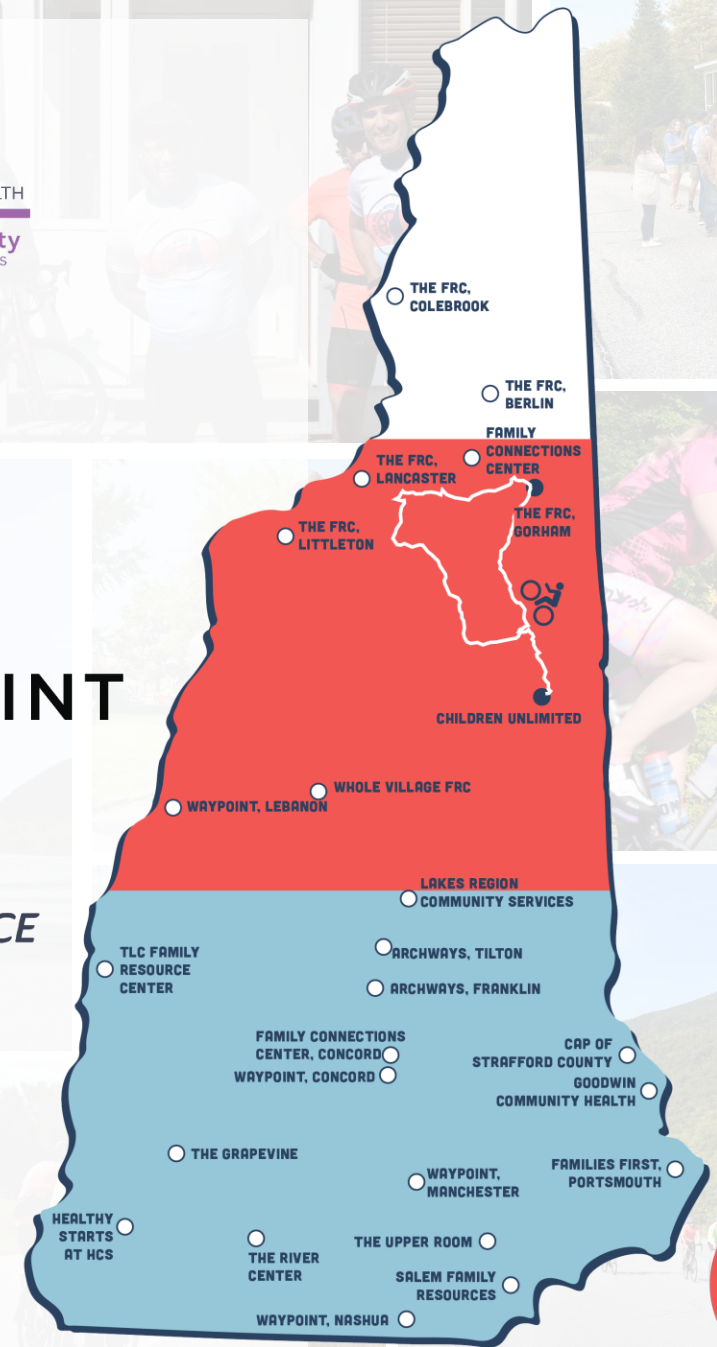 THE FRC,
COLEBROOK
THE FRC,
BERLIN
FAMILY
CONNECTIONS
CENTER
THE FRC,
LANCASTER
THE FRC,
GORHAM
THE FRC,
LITTLETON
CHILDREN UNLIMITED
WHOLE VILLAGE FRC
WAYPOINT, LEBANON
LAKES REGION
COMMUNITY SERVICES
ARCHWAYS, TILTON
TLC FAMILY
RESOURCE
CENTER
ARCHWAYS, FRANKLIN
FAMILY CONNECTIONS
CENTER, CONCORD
WAYPOINT, CONCORD
CAP OF
STRAFFORD COUNTY
GOODWIN
COMMUNITY HEALTH
THE GRAPEVINE
WAYPOINT,
MANCHESTER
FAMILIES FIRST,
PORTSMOUTH
HEALTHY
STARTS
AT HCS
THE RIVER
CENTER
THE UPPER ROOM
SALEM FAMILY
RESOURCES
WAYPOINT, NASHUA